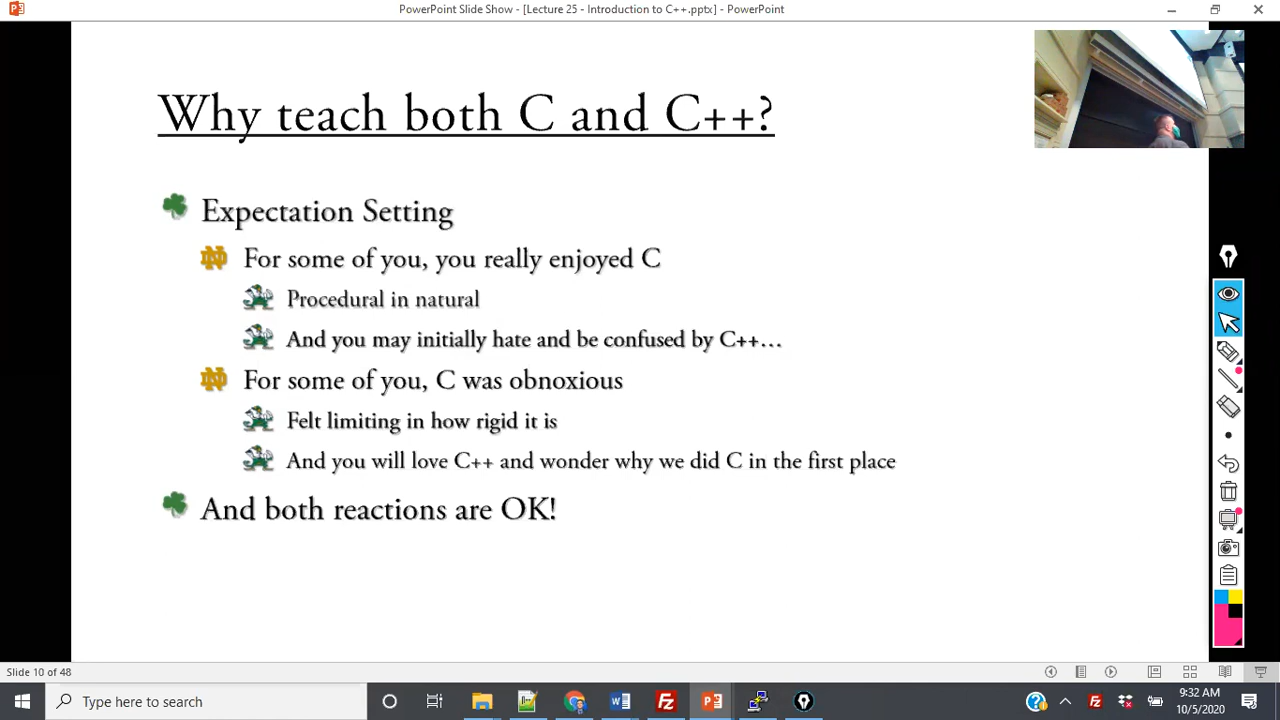 PowerPoint Slide Show - [Lecture 25 - Introduction to C++.pptx] - PowerPoint
Why teach both C and C++?
Expectation Setting
For some of you, you really enjoyed C
Procedural in natural
And you may initially hate and be confused by C++…
For some of you, C was obnoxious
Felt limiting in how rigid it is
And you will love C++ and wonder why we did C in the first place
And both reactions are OK!
Slide 10 of 48
Type here to search
9:32 AM
10/5/2020